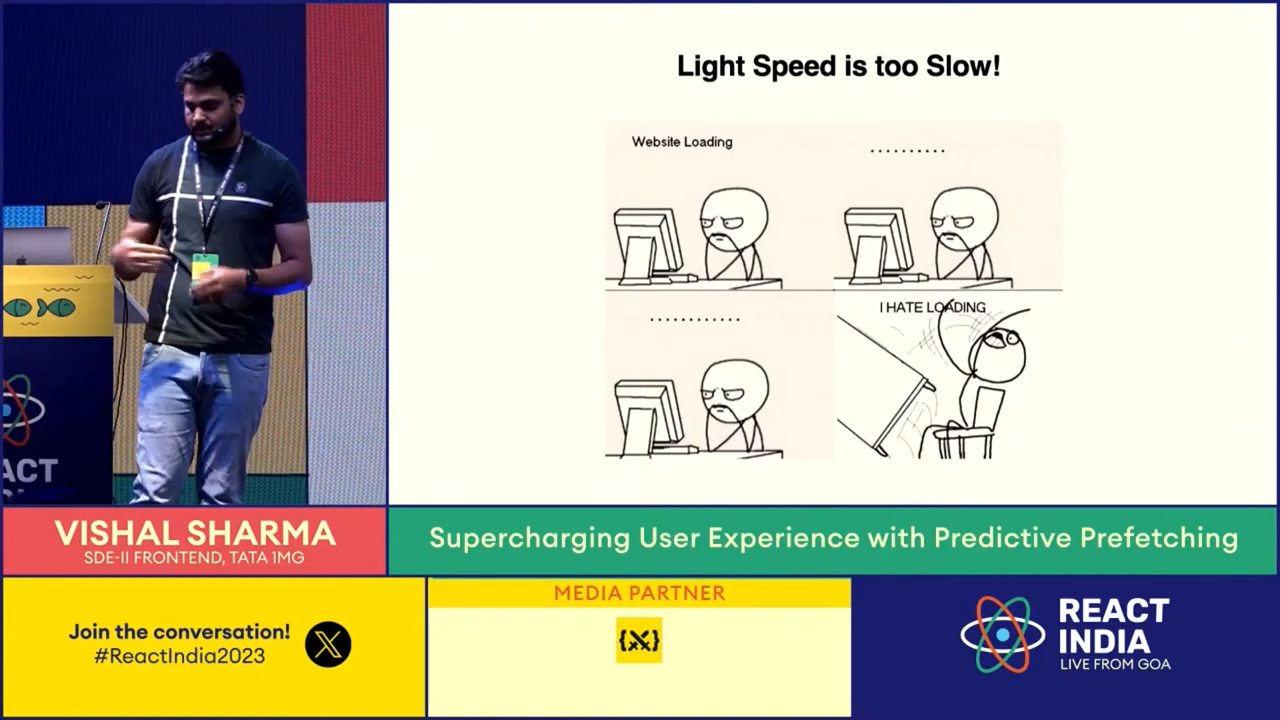 Light Speed is too Slow!
Website Loading
..........
............
I HATE LOADING
VISHAL SHARMA
SDE-II FRONTEND, TATA 1MG
Supercharging User Experience with Predictive Prefetching
Join the conversation!
#ReactIndia2023
MEDIA PARTNER
{X}
REACT
INDIA
LIVE FROM GOA